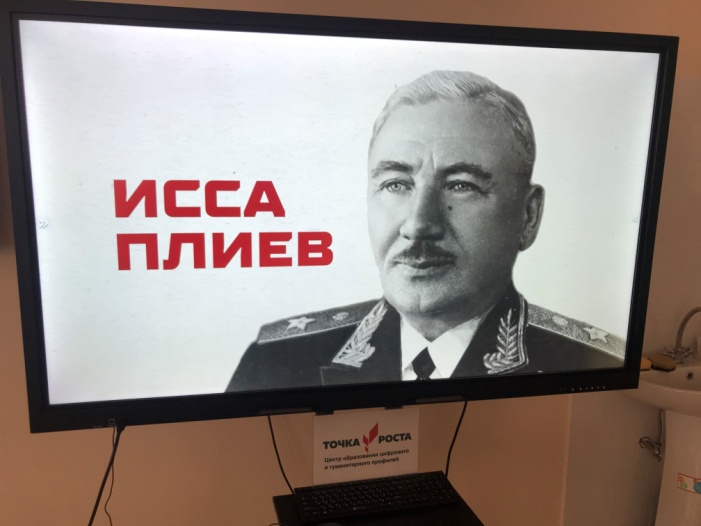 ИССА
ПЛИЕВ
ТОЧКА РОСТА
Центр образования цифрового
и гуманитарного профилей